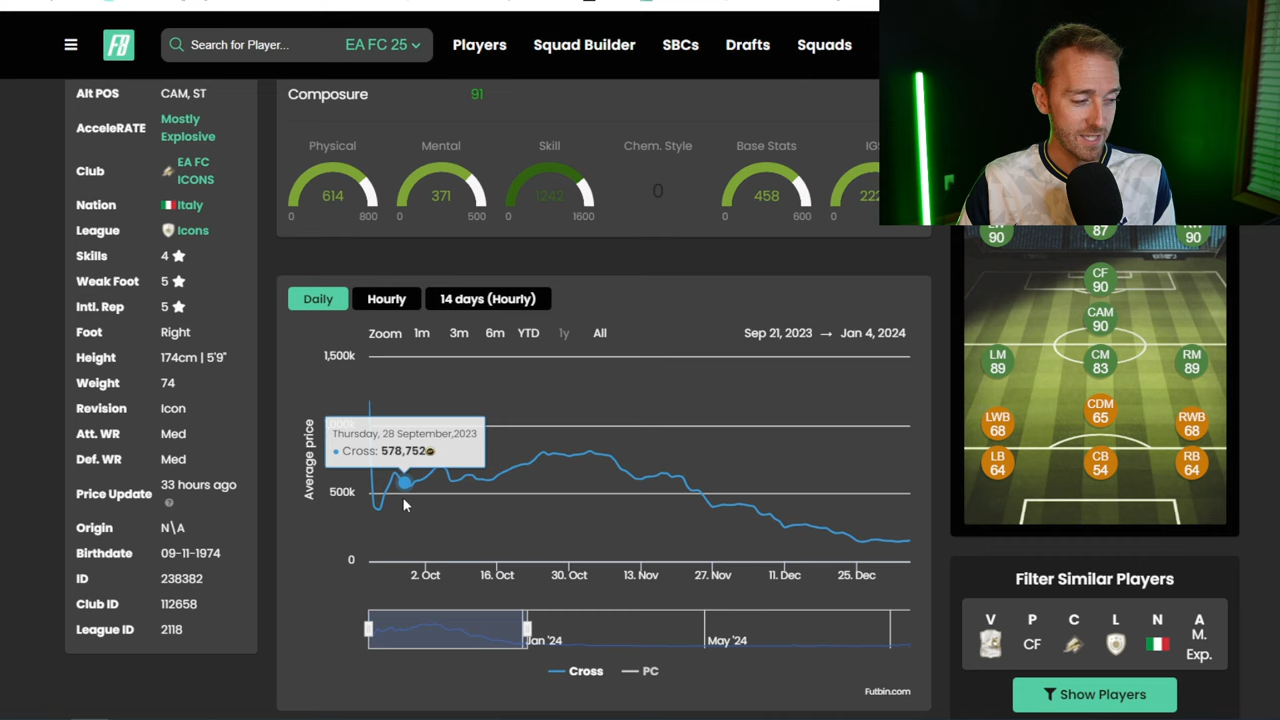 FB
Search for Player...
EA FC 25
Players
Squad Builder
SBCs
Drafts
Squads
Alt POS
CAM, ST
AcceleRATE
Mostly
Explosive
Club
EA FC
ICONS
Nation
Italy
League
Icons
Skills
4
Weak Foot
5
Intl. Rep
5
Foot
Right
Height
174cm | 5'9"
Weight
74
Revision
Icon
Att. WR
Med
Def. WR
Med
Price Update
33 hours ago
Origin
N\A
Birthdate
09-11-1974
ID
238382
Club ID
112658
League ID
2118
Composure
91
Physical
614
0
800
Mental
371
0
500
Skill
1242
0
1600
Chem. Style
0
Base Stats
458
0
600
IG
222
0
Daily
Hourly
14 days (Hourly)
Zoom
1m
3m
6m
YTD
1y
All
Sep 21, 2023 → Jan 4, 2024
1,500k
500k
0
Average price
Thursday, 28 September,2023
Cross: 578,752
2. Oct
16. Oct
30. Oct
13. Nov
27. Nov
11. Dec
25. Dec
Jan '24
May '24
Cross
PC
Futbin.com
LW
90
87
RW
90
CF
90
CAM
90
LM
89
CM
83
RM
89
CDM
65
LWB
68
RWB
68
LB
64
CB
54
RB
64
Filter Similar Players
V
P
C
L
N
A
CF
M.
Exp.
Show Players